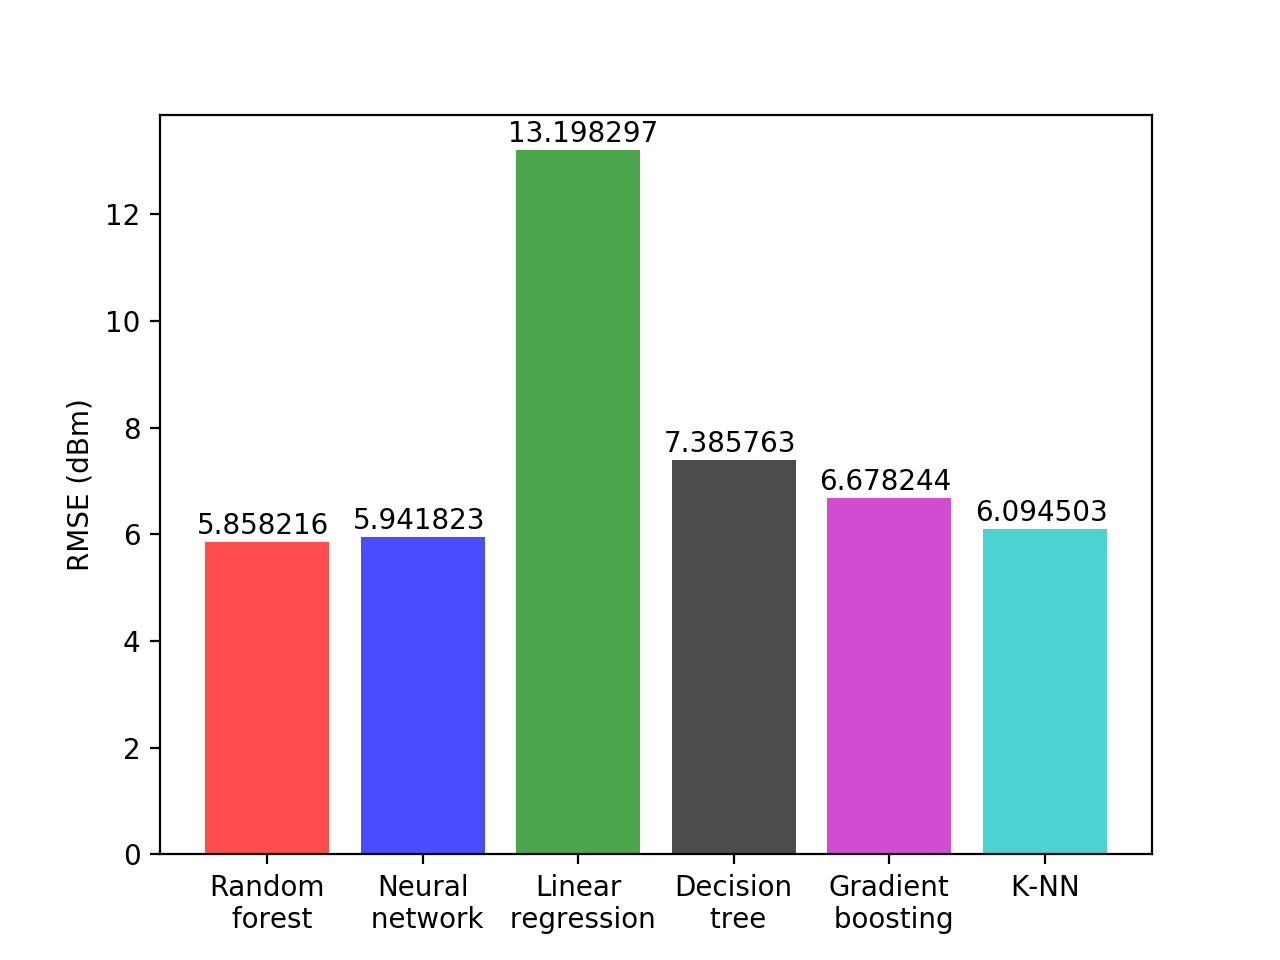 13.198297
12
10
8
6
4
2
0
RMSE (dBm)
5.858216
5.941823
7.385763
6.678244
6.094503
Random
forest
Neural
network
Linear
regression
Decision
tree
Gradient
boosting
K-NN